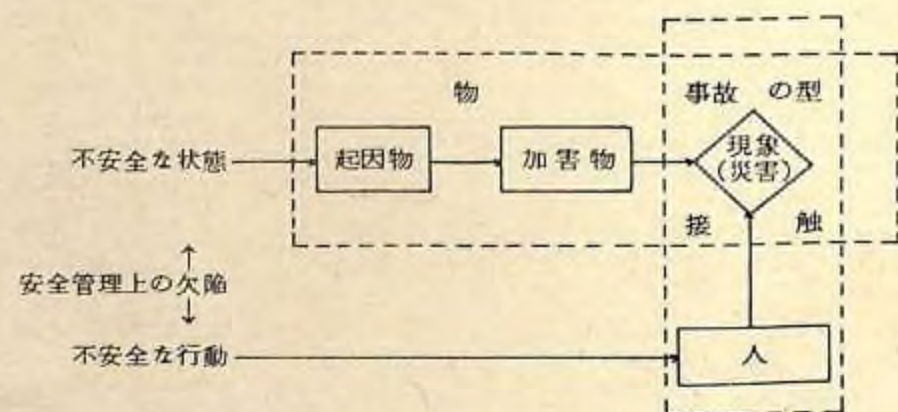 物
事故 の型
不安全な状態
起因物
加害物
現象
(災害)
接 触
↑
安全管理上の欠陥
↓
不安全な行動
人